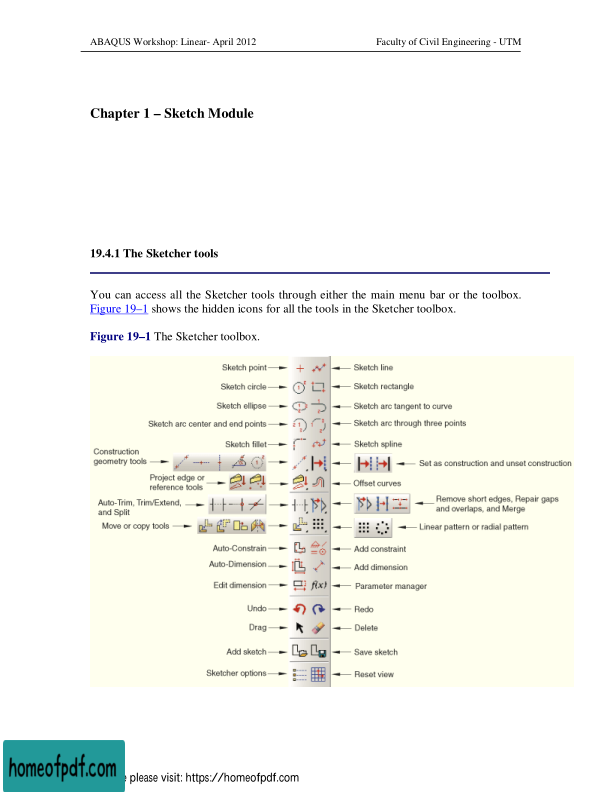 ABAQUS Workshop: Linear- April 2012 Faculty of Civil Engineering - UTM
Chapter 1 – Sketch Module
19.4.1 The Sketcher tools
You can access all the Sketcher tools through either the main menu bar or the toolbox.
Figure 19–1 shows the hidden icons for all the tools in the Sketcher toolbox.
Figure 19–1 The Sketcher toolbox.
Sketch point Sketch line
Sketch circle Sketch rectangle
Sketch ellipse Sketch arc tangent to curve
Sketch arc center and end points Sketch arc through three points
Sketch fillet Sketch spline
Construction
geometry tools Set as construction and unset construction
Project edge or
reference tools Offset curves
Auto-Trim, Trim/Extend,
and Split
Remove short edges, Repair gaps
and overlaps, and Merge
Move or copy tools Linear pattern or radial pattern
Auto-Constrain Add constraint
Auto-Dimension Add dimension
Edit dimension f(x) Parameter manager
Undo Redo
Drag Delete
Add sketch Save sketch
Sketcher options Reset view
homeofpdf.com
e please visit: https://homeofpdf.com